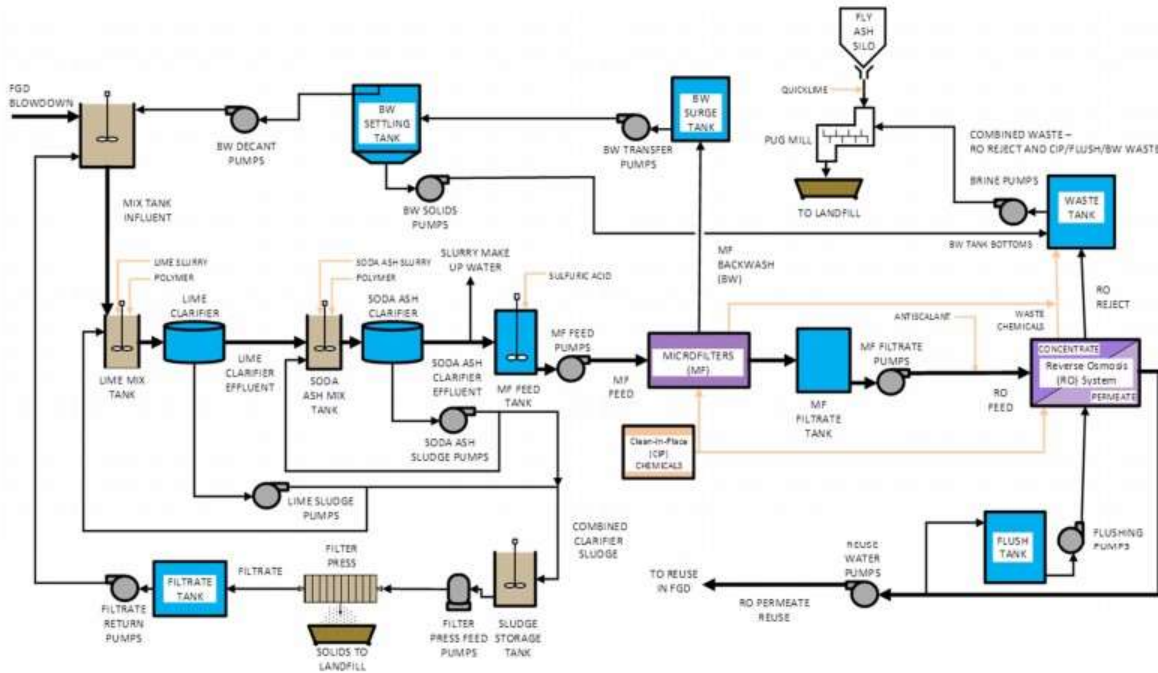 FLY
ASH
SILO
FGD
BLOWDOWN
QUICKLIME
BW
SETTLING
TANK
BW
SURGE
TANK
PUG MILL
COMBINED WASTE –
RO REJECT AND CIP/FLUSH/BW WASTE
BW DECANT
PUMPS
BW TRANSFER
PUMPS
BRINE PUMPS
WASTE
TANK
BW SOLIDS
PUMPS
TO LANDFILL
MIX TANK
INFLUENT
BW TANK BOTTOMS
SLURRY MAKE
UP WATER
MF
BACKWASH
(BW)
LIME SLURRY
POLYMER
SODA ASH SLURRY
POLYMER
SULFURIC ACID
RO
REJECT
LIME
CLARIFIER
SODA ASH
CLARIFIER
ANTISCALANT
WASTE
CHEMICALS
MF FEED
PUMPS
MF FILTRATE
PUMPS
MICROFILTERS
(MF)
CONCENTRATE
Reverse Osmosis
(RO) System
PERMEATE
LIME MIX
TANK
LIME
CLARIFIER
EFFLUENT
SODA
ASH MIX
TANK
SODA ASH
CLARIFIER
EFFLUENT
MF FEED
TANK
MF
FEED
MF
FILTRATE
TANK
RO
FEED
SODA ASH
SLUDGE PUMPS
Clean-In-Place
(CIP)
CHEMICALS
LIME SLUDGE
PUMPS
COMBINED
CLARIFIER
SLUDGE
FLUSH
TANK
FLUSHING
PUMPS
FILTER
PRESS
REUSE
WATER
PUMPS
FILTRATE
TANK
FILTRATE
TO REUSE
IN FGD
RO PERMEATE
REUSE
FILTRATE
RETURN
PUMPS
SOLIDS TO
LANDFILL
FILTER
PRESS FEED
PUMPS
SLUDGE
STORAGE
TANK